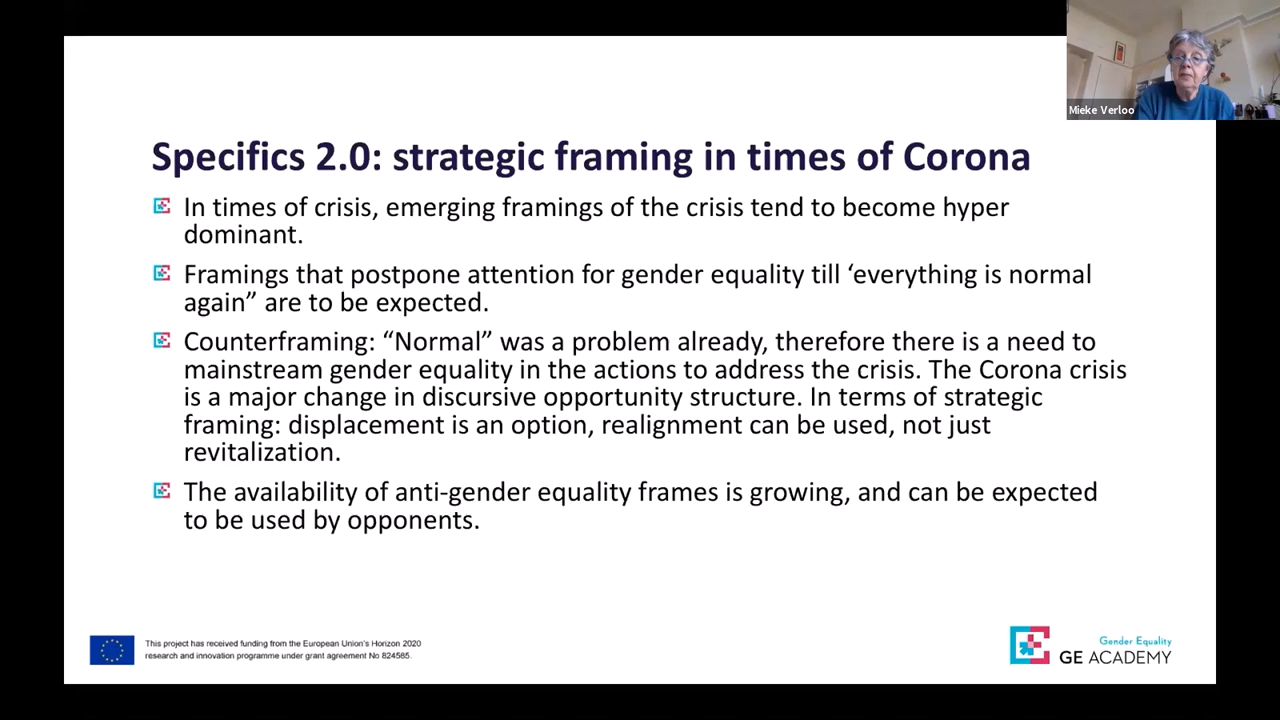 Mieke Verloo
Specifics 2.0: strategic framing in times of Corona
In times of crisis, emerging framings of the crisis tend to become hyper
dominant.
Framings that postpone attention for gender equality till ‘everything is normal
again” are to be expected.
Counterframing: “Normal” was a problem already, therefore there is a need to
mainstream gender equality in the actions to address the crisis. The Corona crisis
is a major change in discursive opportunity structure. In terms of strategic
framing: displacement is an option, realignment can be used, not just
revitalization.
The availability of anti-gender equality frames is growing, and can be expected
to be used by opponents.
This project has received funding from the European Union's Horizon 2020
research and innovation programme under grant agreement No 824585.
Gender Equality
GE ACADEMY